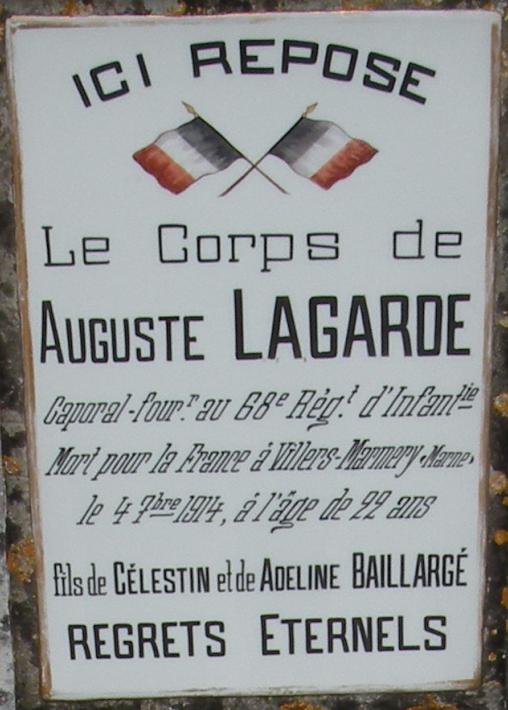 ICI REPOSE
Le Corps de
AUGUSTE LAGARDE
Caporal-four.r au 68e Rég.t d'Infantie
Mort pour la France à Villers-Marmery (Marne)
le 4 7bre 1914, à l'âge de 22 ans
fils de CÉLESTIN et de ADELINE BAILLARGÉ
REGRETS ETERNELS